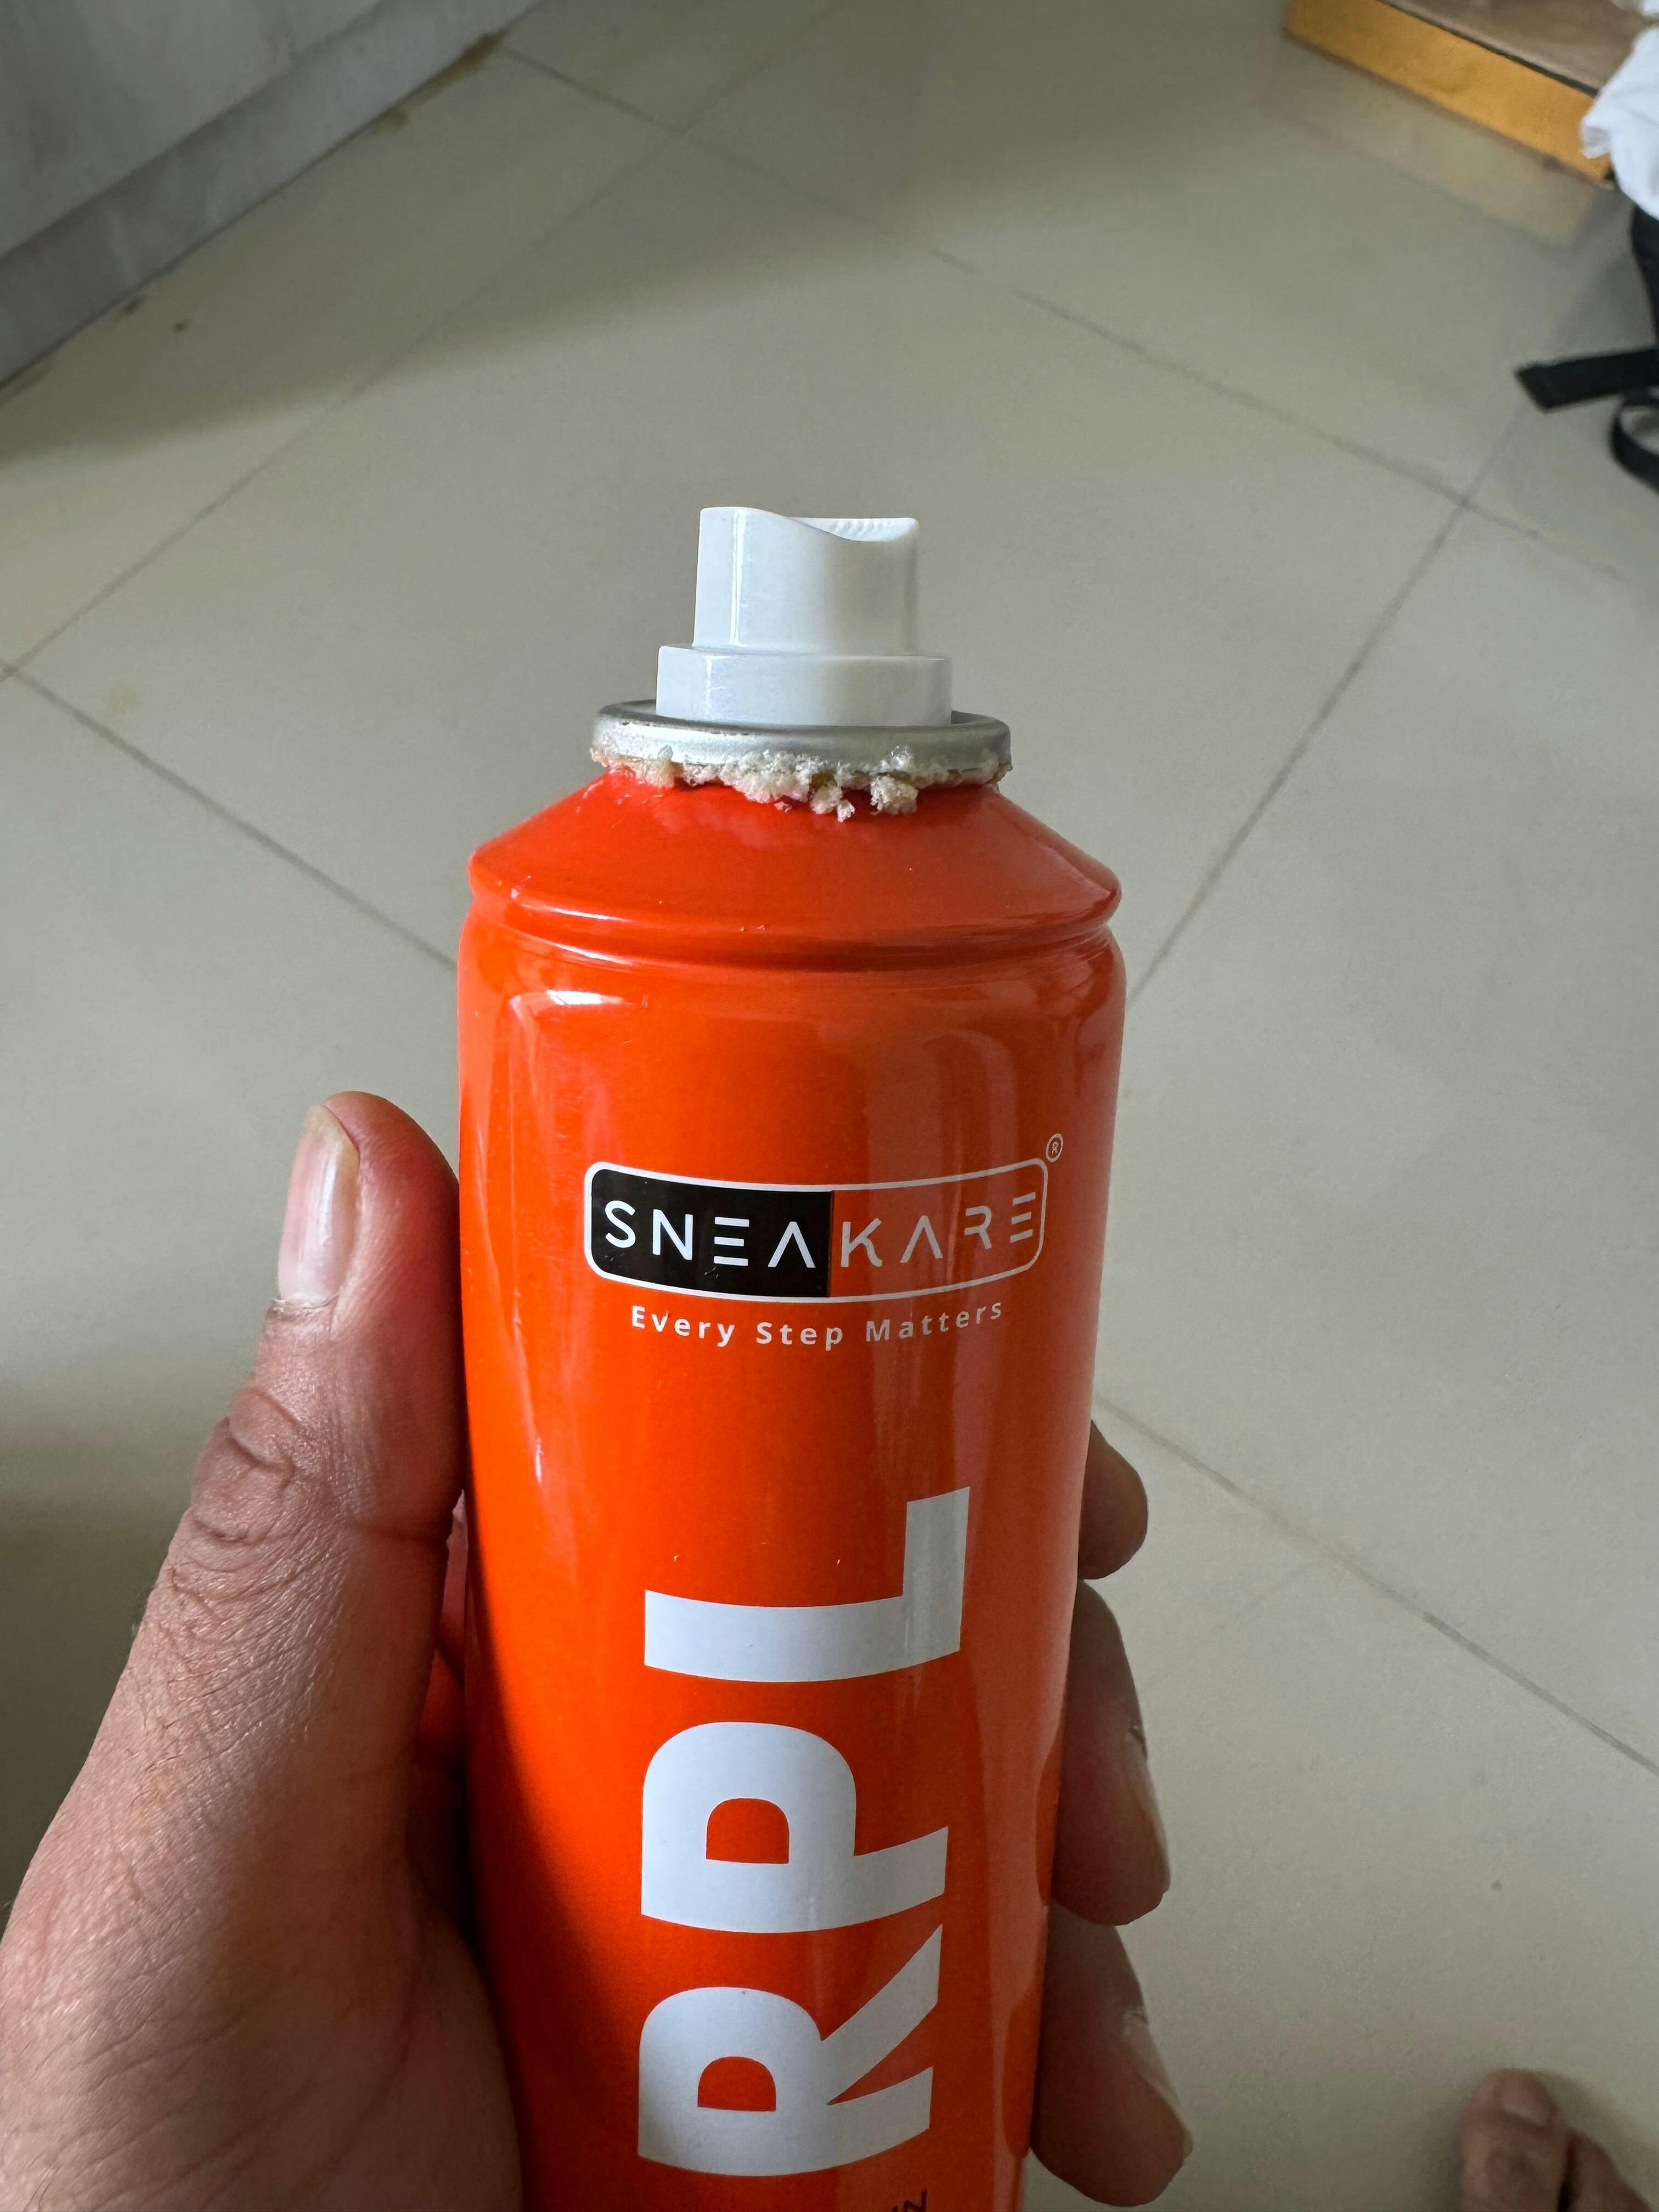 SNEAKARE®
Every Step Matters
RPL